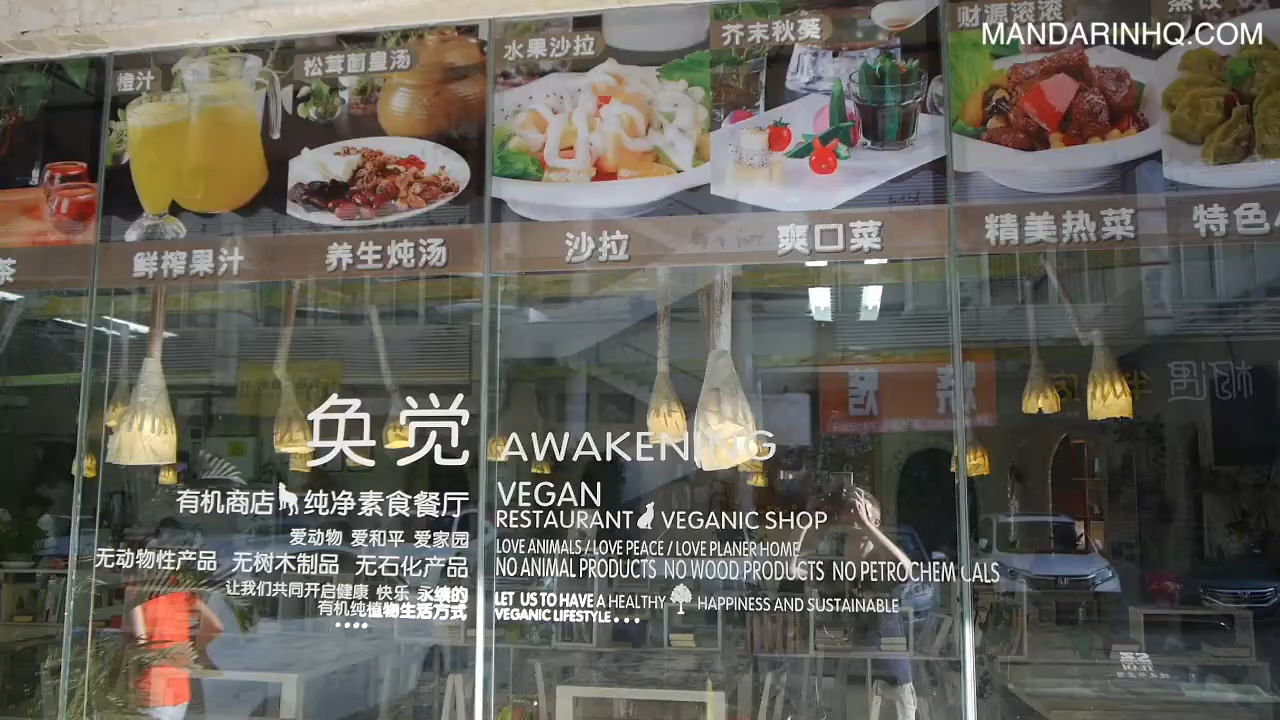 MANDARINHQ.COM
橙汁
松茸菌皇汤
水果沙拉
芥末秋葵
财源滚滚
蒸饺
茶
鲜榨果汁
养生炖汤
沙拉
爽口菜
精美热菜
特色
焕觉
AWAKENING
有机商店 纯净素食餐厅
VEGAN
RESTAURANT VEGANIC SHOP
爱动物 爱和平 爱家园
LOVE ANIMALS / LOVE PEACE / LOVE PLANER HOME
无动物性产品 无树木制品 无石化产品
NO ANIMAL PRODUCTS NO WOOD PRODUCTS NO PETROCHEMICALS
让我们共同开启健康 快乐 永续的
有机纯植物生活方式
....
LET US TO HAVE A HEALTHY HAPPINESS AND SUSTAINABLE
VEGANIC LIFESTYLE...